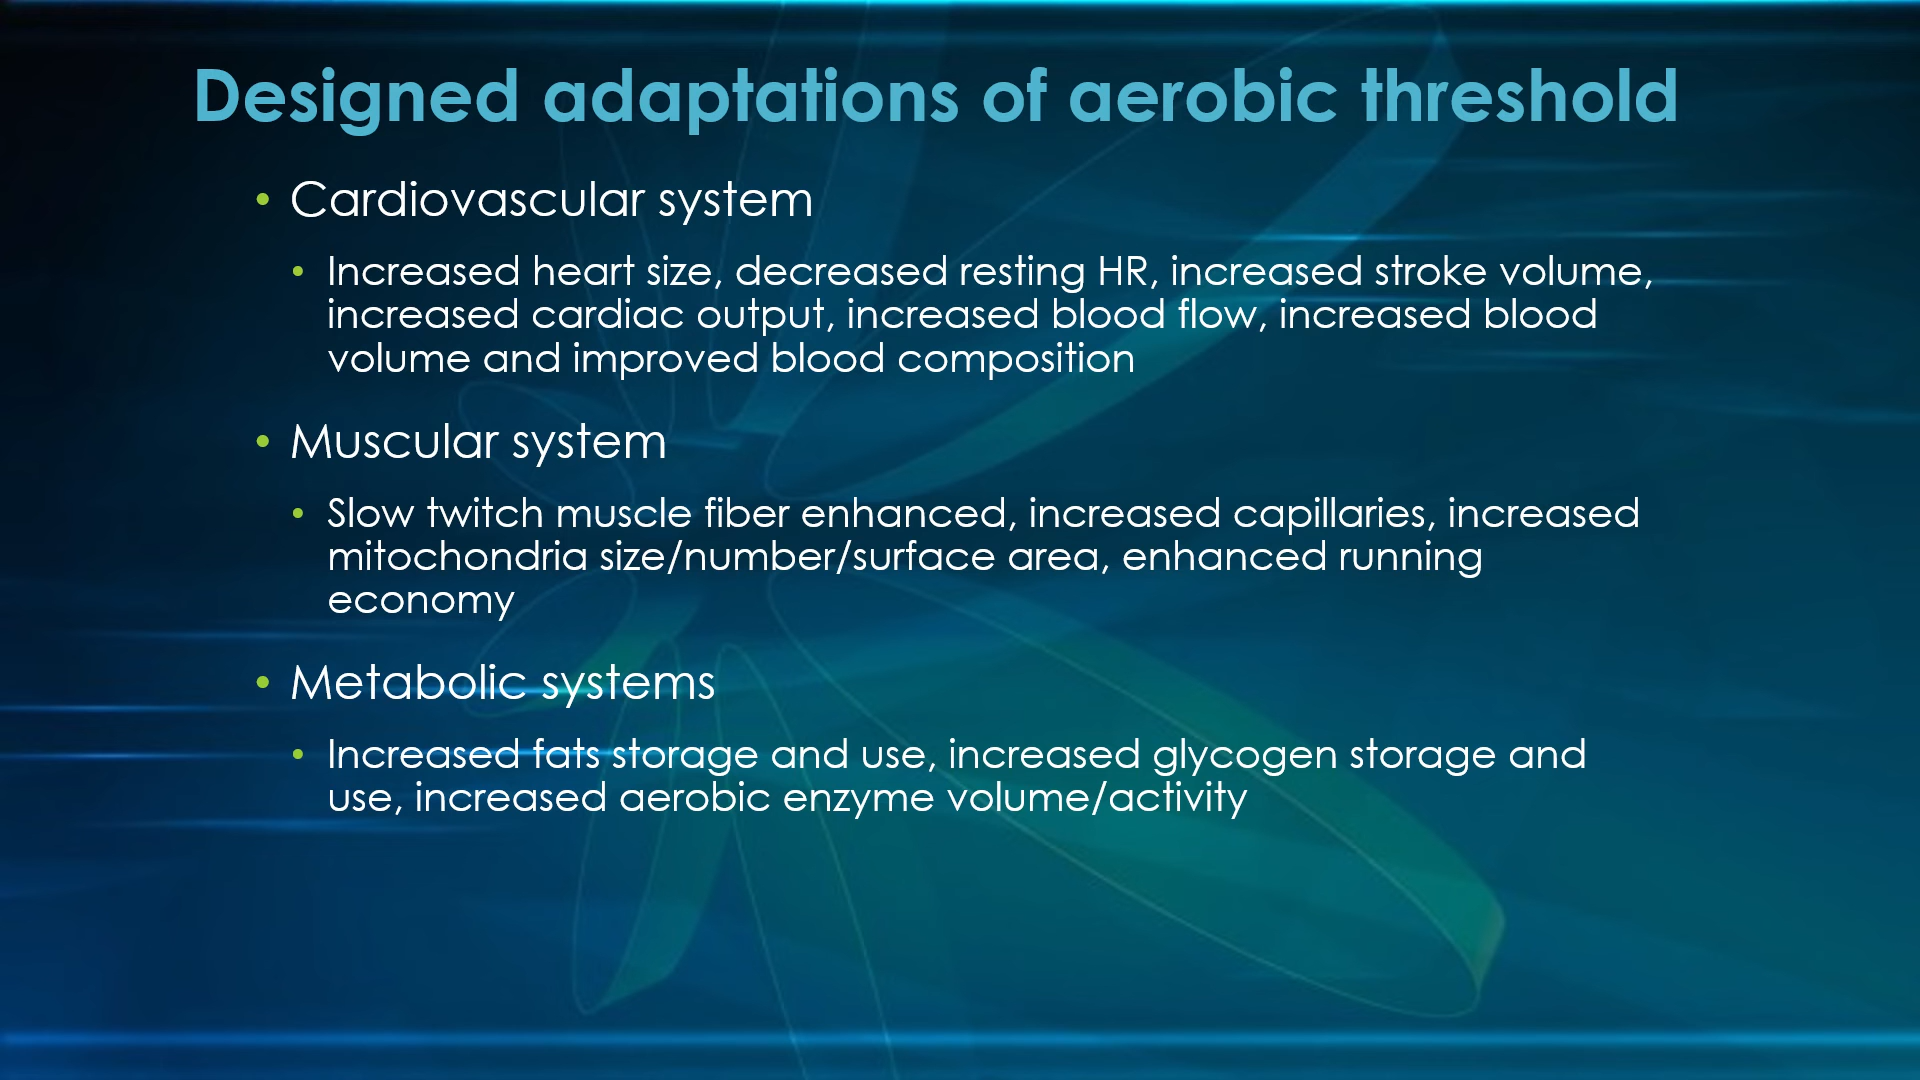 Designed adaptations of aerobic threshold
• Cardiovascular system
• Increased heart size, decreased resting HR, increased stroke volume,
increased cardiac output, increased blood flow, increased blood
volume and improved blood composition
• Muscular system
• Slow twitch muscle fiber enhanced, increased capillaries, increased
mitochondria size/number/surface area, enhanced running
economy
• Metabolic systems
• Increased fats storage and use, increased glycogen storage and
use, increased aerobic enzyme volume/activity